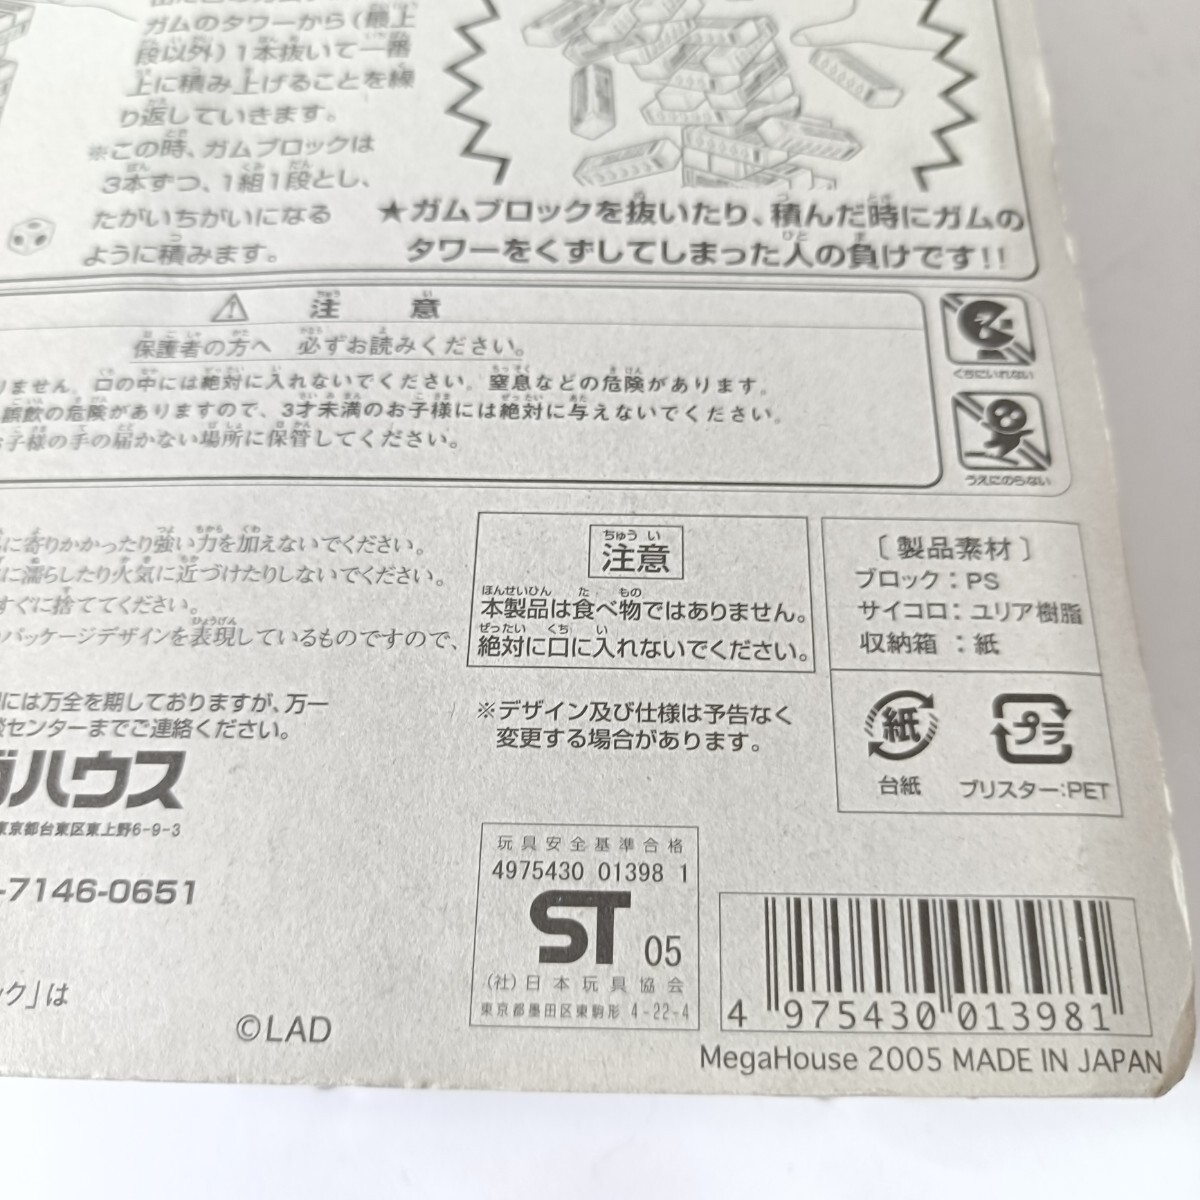 ガムのタワーから(最上
段以外)1本抜いて一番
上に積み上げることを繰
り返していきます。
※この時、ガムブロックは
3本ずつ、1組1段とし、
たがいちがいになる
ように積みます。
★ガムブロックを抜いたり、積んだ時にガムの
タワーをくずしてしまった人の負けです!!
⚠ 注 意
保護者の方へ 必ずお読みください。
りません。口の中には絶対に入れないでください。窒息などの危険があります。
誤飲の危険がありますので、3才未満のお子様には絶対に与えないでください。
お子様の手の届かない場所に保管してください。
くちにいれない
うえにのらない
に寄りかかったり強い力を加えないでください。
に濡らしたり火気に近づけたりしないでください。
すぐに捨ててください。
パッケージデザインを表現しているものですので、
注意
本製品は食べ物ではありません。
絶対に口に入れないでください。
※デザイン及び仕様は予告なく
変更する場合があります。
〔製品素材〕
ブロック:PS
サイコロ:ユリア樹脂
収納箱 :紙
紙
台紙
プラ
ブリスター:PET
には万全を期しておりますが、万一
センターまでご連絡ください。
ハウス
東京都台東区東上野6-9-3
-7146-0651
ック」は
©LAD
玩具安全基準合格
4975430 01398 1
ST 05
(社)日本玩具協会
東京都墨田区東駒形 4-22-4
4 975430 013981
MegaHouse 2005 MADE IN JAPAN